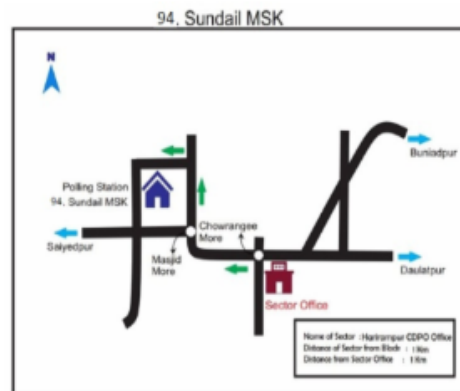 94. Sundail MSK
N
Buniadpur
Polling Station
94. Sundail MSK
Chowrangee
More
Saiyedpur
Masjid
More
Daulatpur
Sector Office
Name of Sector : Harirampur CDPO Office
Distance of Sector from Block : 1 Km
Distance from Sector Office : 1 Km